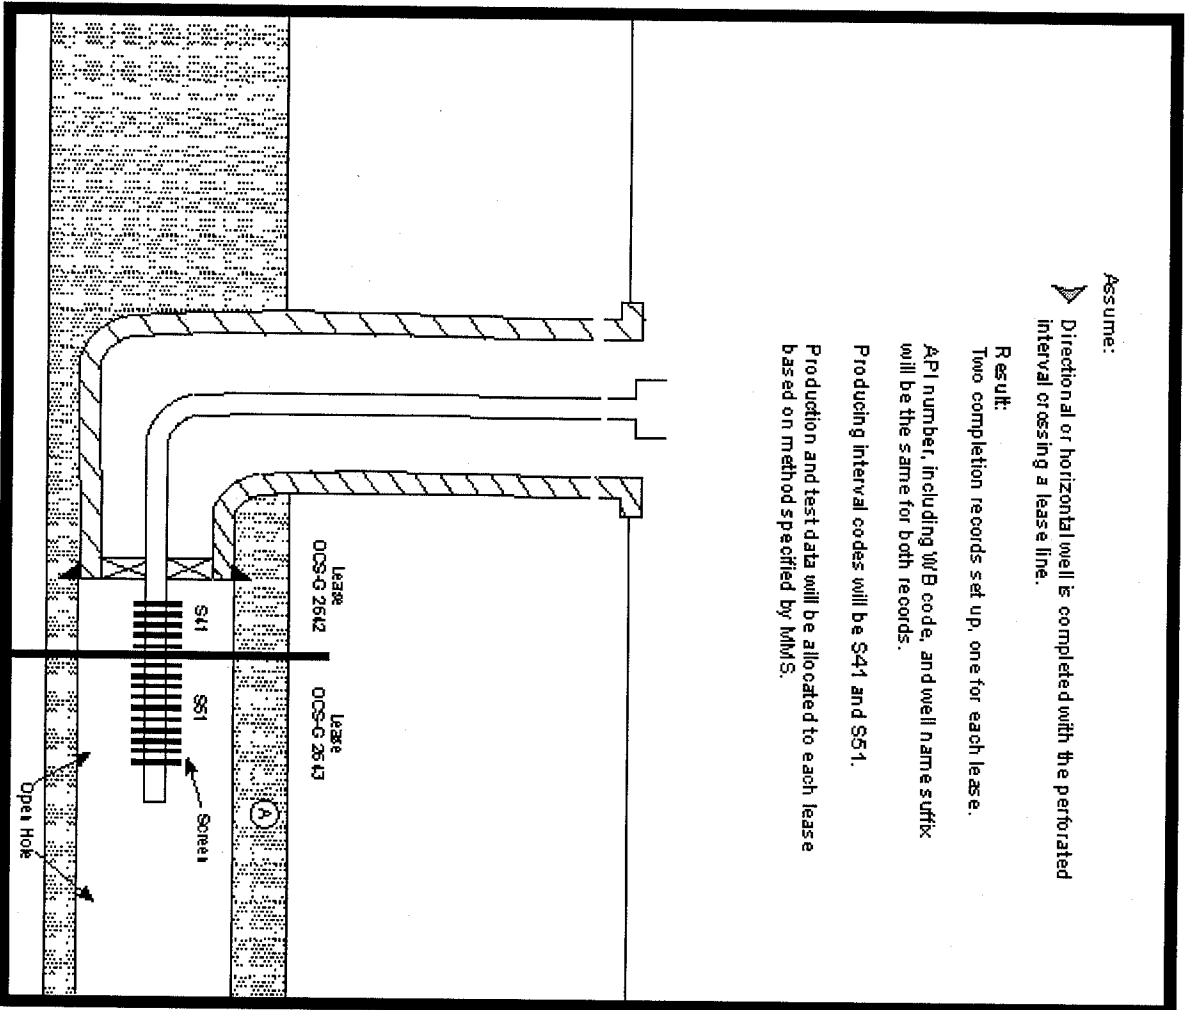 Assume:
Directional or horizontal well is completed with the perforated
interval crossing a lease line.
Result:
Two completion records set up, one for each lease.
API number, including WB code, and well name suffix
will be the same for both records.
Producing interval codes will be S41 and S51.
Production and test data will be allocated to each lease
based on method specified by MMS.
Lease
OCS-G 2642
Lease
OCS-G 2643
S41
S51
Screen
A
Open Hole